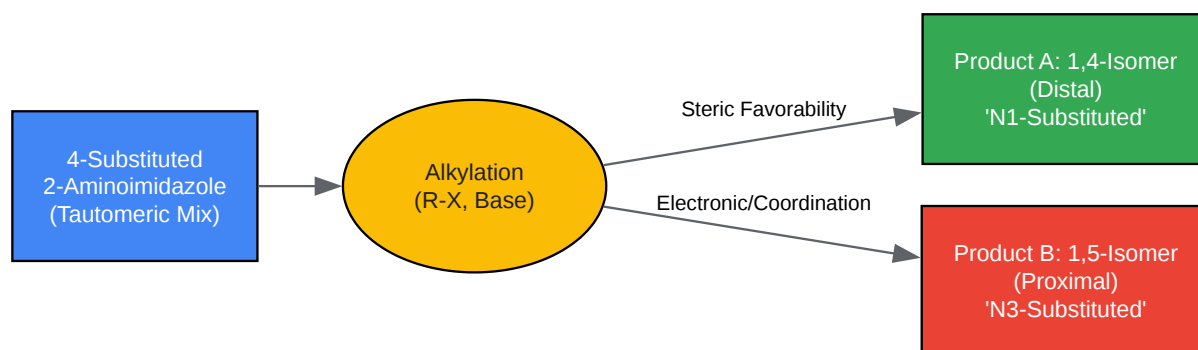 4-Substituted
2-Aminoimidazole
(Tautomeric Mix)
Alkylation
(R-X, Base)
Steric Favorability
Electronic/Coordination
Product A: 1,4-Isomer
(Distal)
'N1-Substituted'
Product B: 1,5-Isomer
(Proximal)
'N3-Substituted'